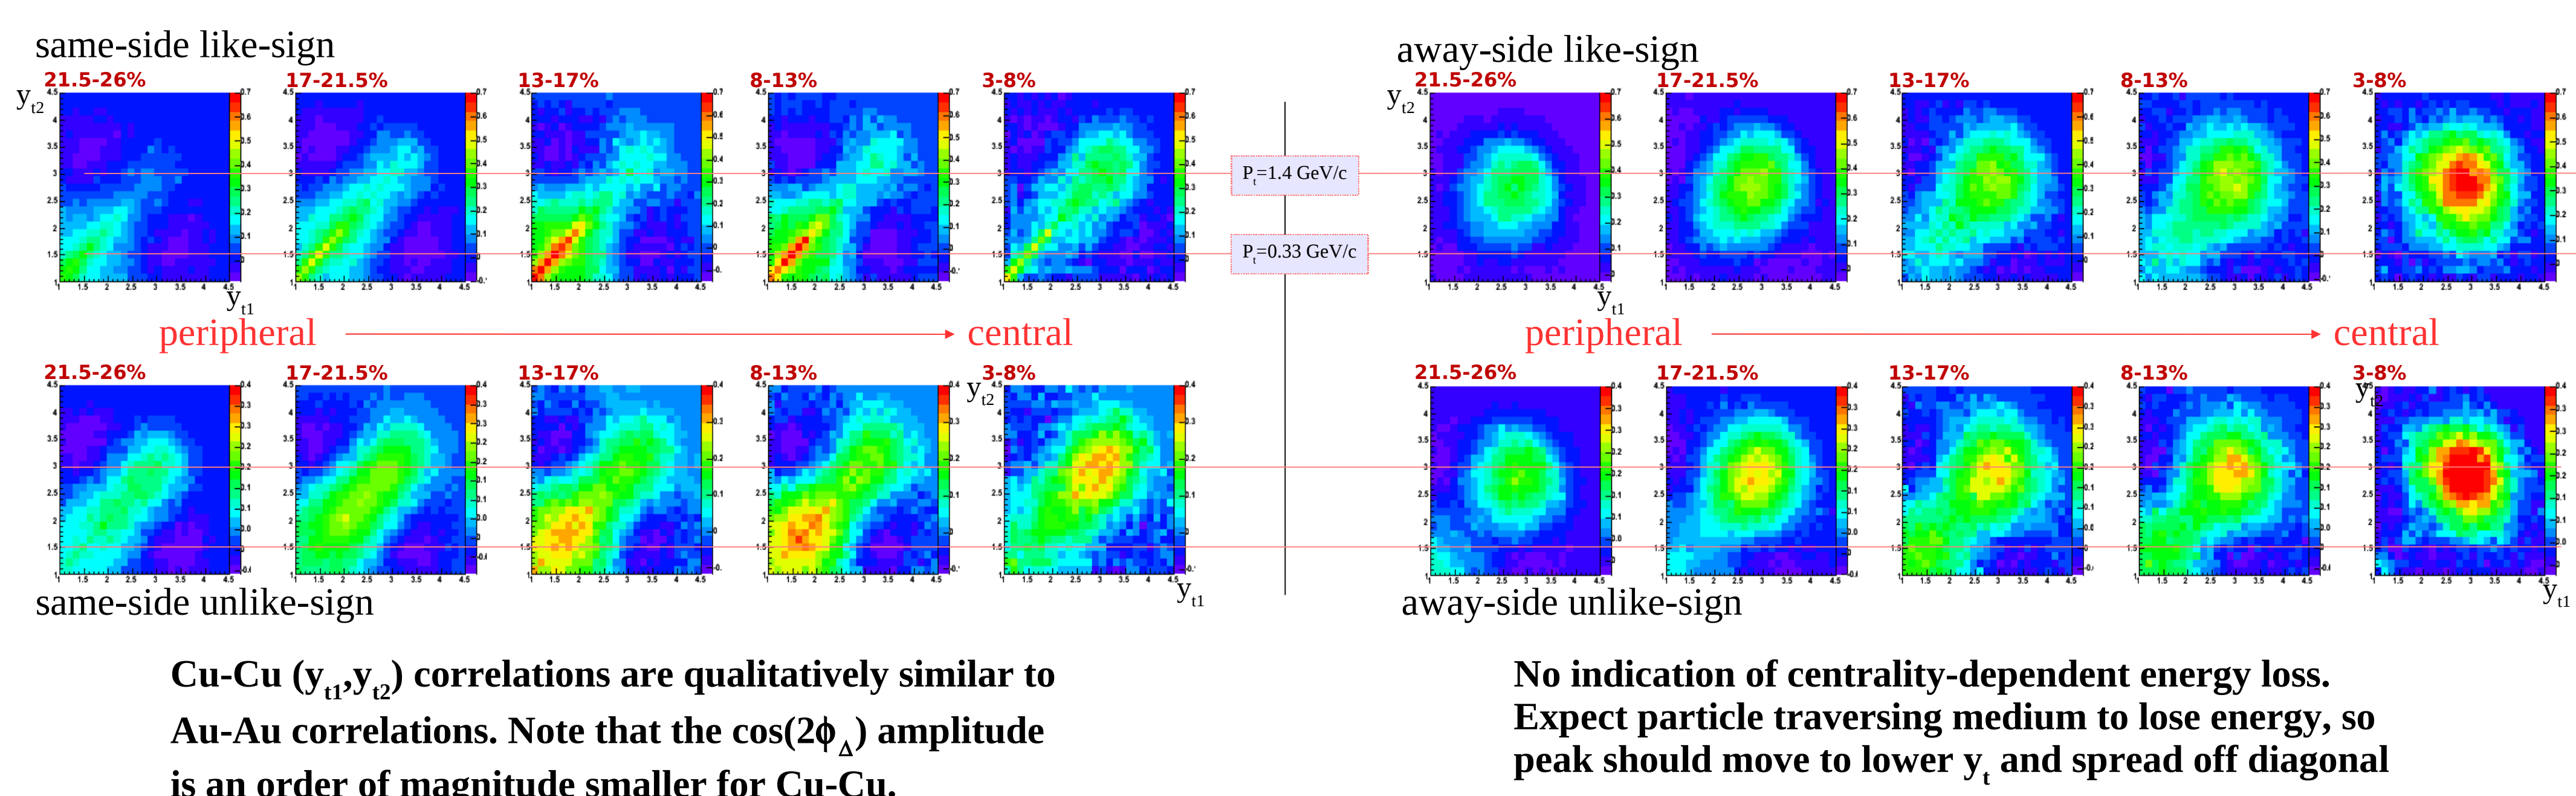 same-side like-sign
away-side like-sign
21.5-26%
17-21.5%
13-17%
8-13%
3-8%
21.5-26%
17-21.5%
13-17%
8-13%
3-8%
yt2
yt2
Pt=1.4 GeV/c
Pt=0.33 GeV/c
yt1
yt1
peripheral
central
peripheral
central
21.5-26%
17-21.5%
13-17%
8-13%
3-8%
21.5-26%
17-21.5%
13-17%
8-13%
3-8%
yt2
yt2
yt1
yt1
same-side unlike-sign
away-side unlike-sign
Cu-Cu (yt1,yt2) correlations are qualitatively similar to
Au-Au correlations. Note that the cos(2ϕΔ) amplitude
is an order of magnitude smaller for Cu-Cu.
No indication of centrality-dependent energy loss.
Expect particle traversing medium to lose energy, so
peak should move to lower yt and spread off diagonal